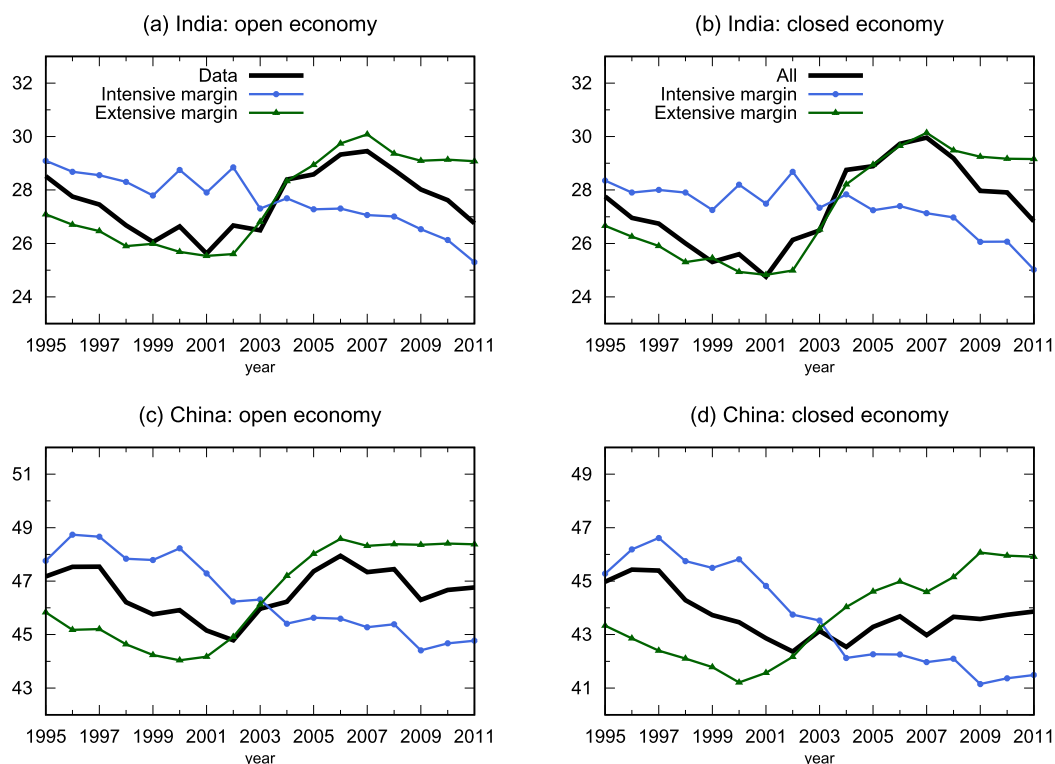 (a) India: open economy
Data
Intensive margin
Extensive margin
32
30
28
26
24
1995 1997 1999 2001 2003 2005 2007 2009 2011
year
(b) India: closed economy
All
Intensive margin
Extensive margin
32
30
28
26
24
1995 1997 1999 2001 2003 2005 2007 2009 2011
year
(c) China: open economy
51
49
47
45
43
1995 1997 1999 2001 2003 2005 2007 2009 2011
year
(d) China: closed economy
49
47
45
43
41
1995 1997 1999 2001 2003 2005 2007 2009 2011
year